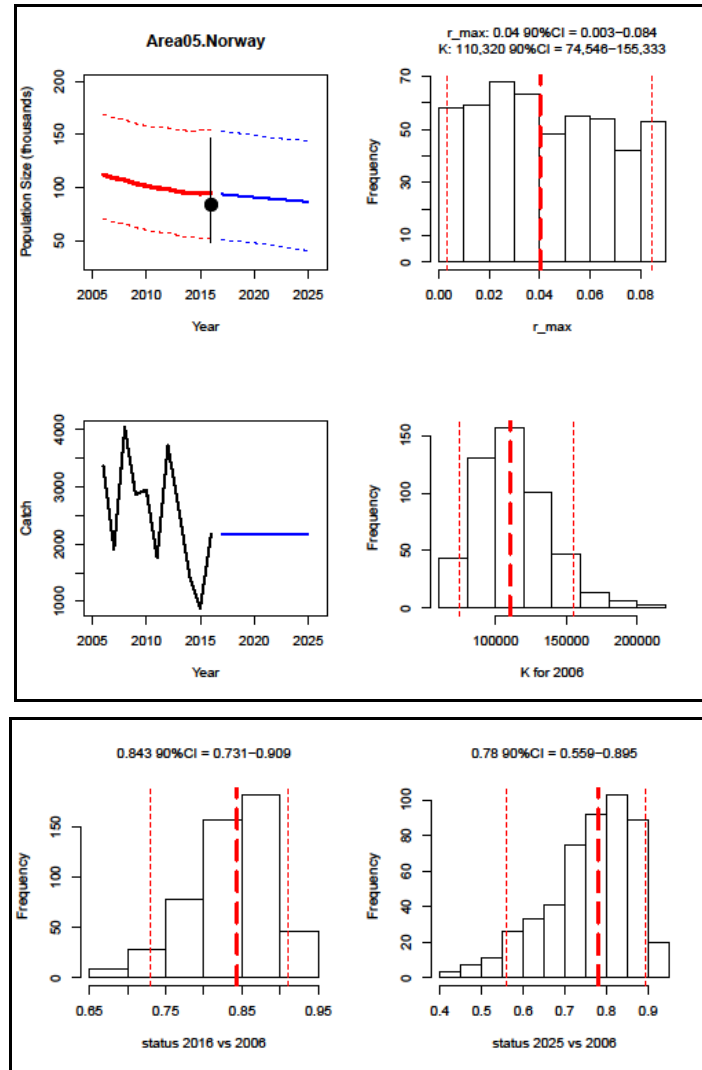 Area05.Norway
Population Size (thousands)
200
150
100
50
2005 2010 2015 2020 2025
Year
r_max: 0.04 90%CI = 0.003−0.084
K: 110,320 90%CI = 74,546−155,333
Frequency
70
50
30
10
0
0.00 0.02 0.04 0.06 0.08
r_max
Catch
4000
3000
2000
1000
2005 2010 2015 2020 2025
Year
Frequency
150
100
50
0
100000 150000 200000
K for 2006
0.843 90%CI = 0.731−0.909
Frequency
150
100
50
0
0.65 0.75 0.85 0.95
status 2016 vs 2006
0.78 90%CI = 0.559−0.895
Frequency
100
80
60
40
20
0
0.4 0.5 0.6 0.7 0.8 0.9
status 2025 vs 2006